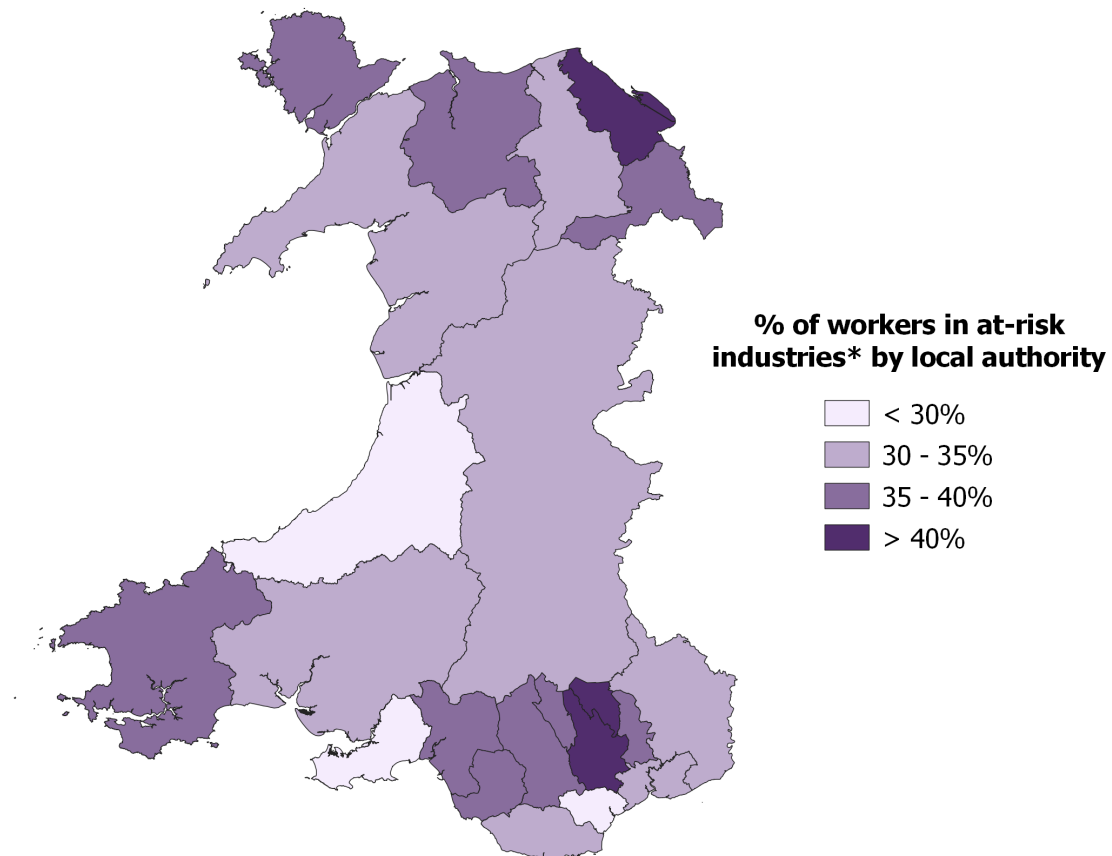 % of workers in at-risk
industries* by local authority
< 30%
30 - 35%
35 - 40%
> 40%